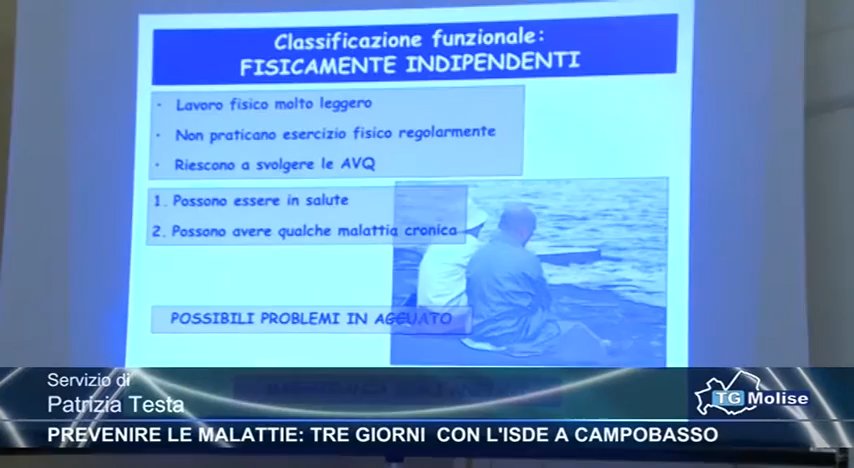 Classificazione funzionale:
FISICAMENTE INDIPENDENTI
• Lavoro fisico molto leggero
• Non praticano esercizio fisico regolarmente
• Riescono a svolgere le AVQ
1. Possono essere in salute
2. Possono avere qualche malattia cronica
POSSIBILI PROBLEMI IN AGGUATO
Servizio di
Patrizia Testa
TG Molise
PREVENIRE LE MALATTIE: TRE GIORNI CON L'ISDE A CAMPOBASSO